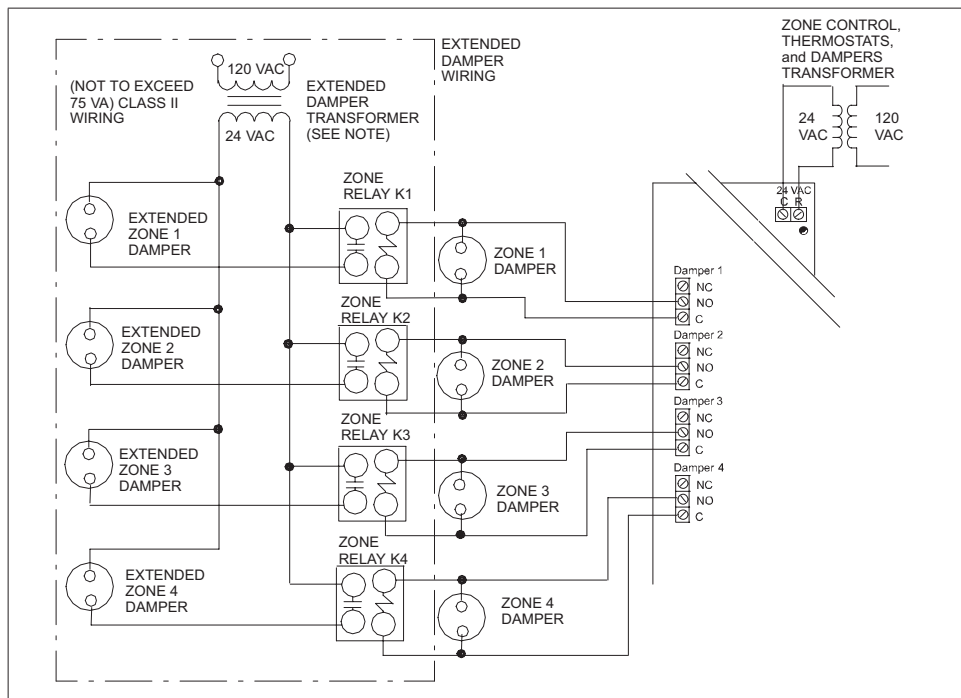 EXTENDED
DAMPER
WIRING
ZONE CONTROL,
THERMOSTATS,
and DAMPERS
TRANSFORMER
120 VAC
(NOT TO EXCEED
75 VA) CLASS II
WIRING
EXTENDED
DAMPER
TRANSFORMER
(SEE NOTE)
24 VAC
24
VAC
120
VAC
24 VAC
C R
ZONE
RELAY K1
EXTENDED
ZONE 1
DAMPER
ZONE 1
DAMPER
Damper 1
NC
NO
C
ZONE
RELAY K2
EXTENDED
ZONE 2
DAMPER
ZONE 2
DAMPER
Damper 2
NC
NO
C
ZONE
RELAY K3
EXTENDED
ZONE 3
DAMPER
ZONE 3
DAMPER
Damper 3
NC
NO
C
ZONE
RELAY K4
EXTENDED
ZONE 4
DAMPER
ZONE 4
DAMPER
Damper 4
NC
NO
C